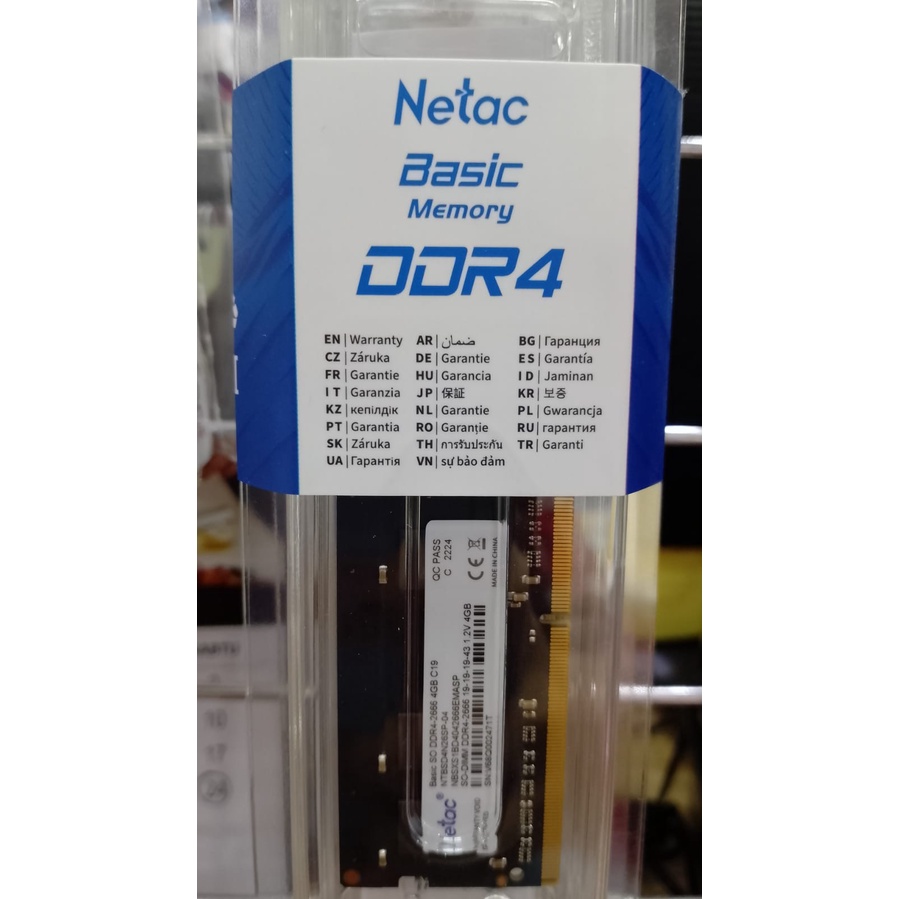 Netac
Basic
Memory
DDR4
EN | Warranty AR | ضمان BG | Гаранция
CZ | Záruka DE | Garantie ES | Garantía
FR | Garantie HU | Garancia ID | Jaminan
IT | Garanzia JP | 保証 KR | 보증
KZ | кепілдік NL | Garantie PL | Gwarancja
PT | Garantia RO | Garanție RU | гарантия
SK | Záruka TH | การรับประกัน TR | Garanti
UA | Гарантія VN | sự bảo đảm
QC PASS
C 2224
MADE IN CHINA
Netac®
Basic SO DDR4-2666 4GB C19
NTBSD4N26SP-04
SO-DIMM DDR4-2666 19-19-19-43 1.2V 4GB
10
17
24